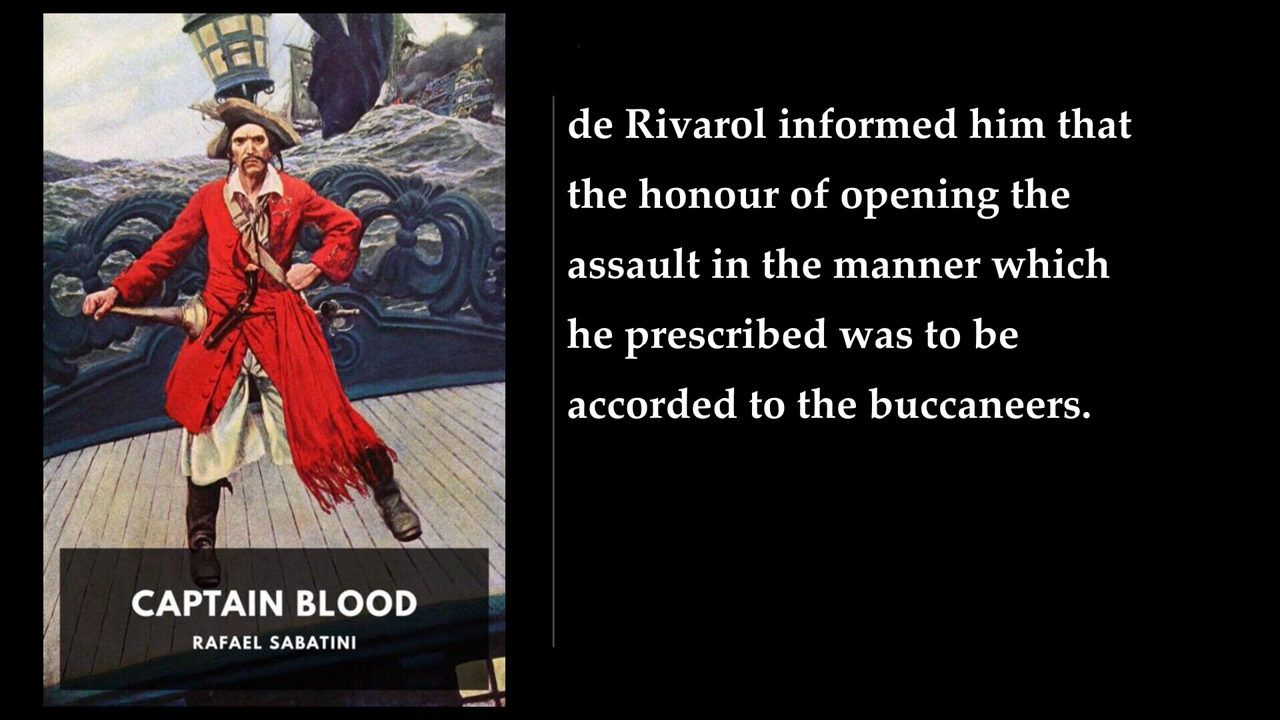 CAPTAIN BLOOD
RAFAEL SABATINI
de Rivarol informed him that
the honour of opening the
assault in the manner which
he prescribed was to be
accorded to the buccaneers.